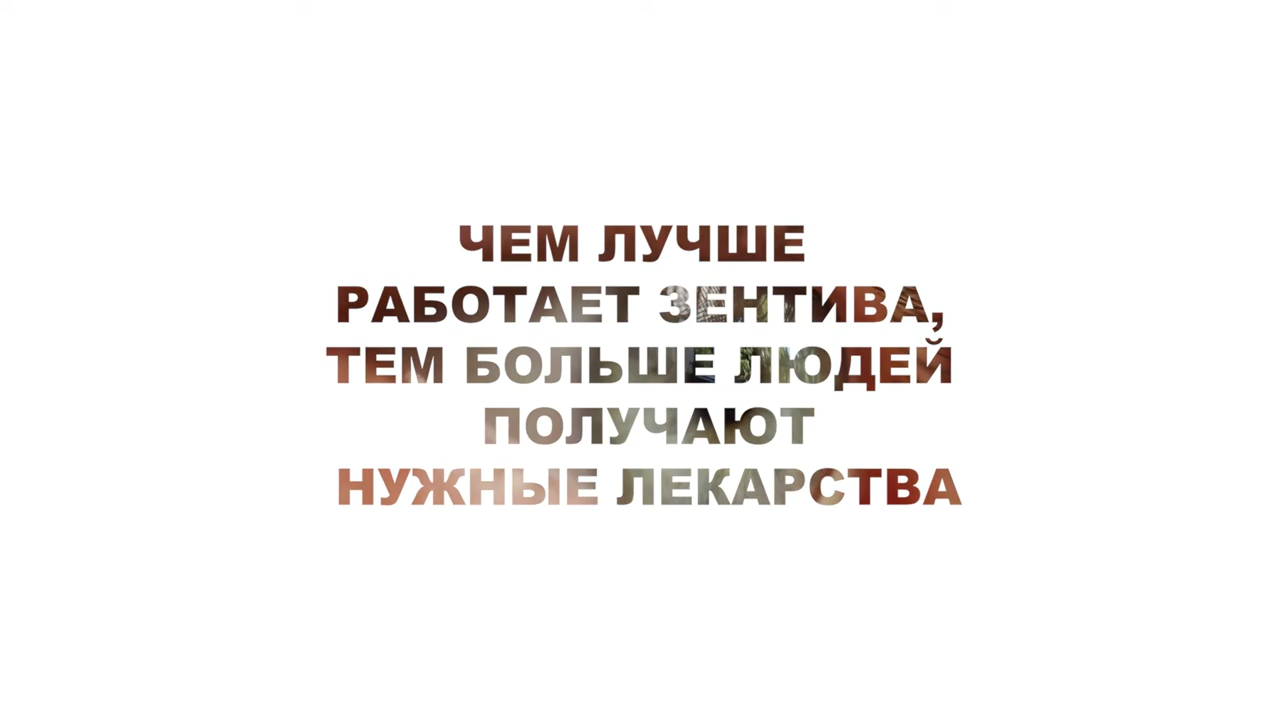 ЧЕМ ЛУЧШЕ
РАБОТАЕТ ЗЕНТИВА,
ТЕМ БОЛЬШЕ ЛЮДЕЙ
ПОЛУЧАЮТ
НУЖНЫЕ ЛЕКАРСТВА